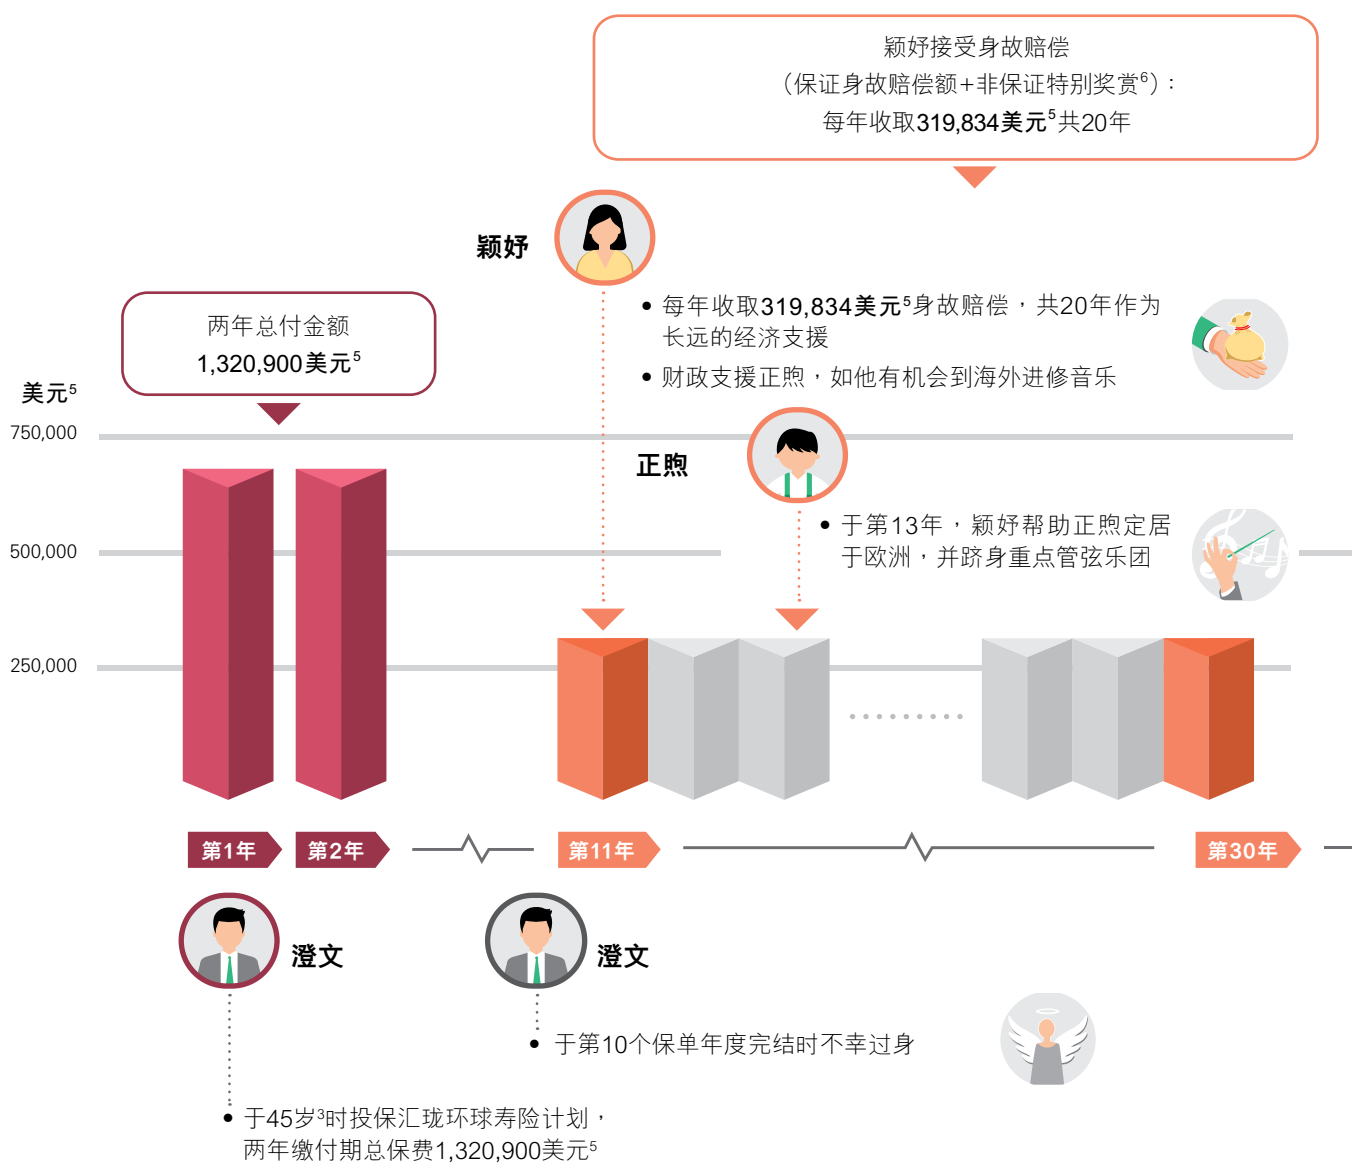 颖妤接受身故赔偿
（保证身故赔偿额+非保证特别奖赏⁶）：
每年收取319,834美元⁵共20年
颖妤
每年收取319,834美元⁵身故赔偿，共20年作为
长远的经济支援
财政支援正煦，如他有机会到海外进修音乐
两年总付金额
1,320,900美元⁵
美元⁵
750,000
500,000
250,000
正煦
于第13年，颖妤帮助正煦定居
于欧洲，并跻身重点管弦乐团
第1年
第2年
第11年
第30年
澄文
澄文
于第10个保单年度完结时不幸过身
于45岁³时投保汇珑环球寿险计划，
两年缴付期总保费1,320,900美元⁵